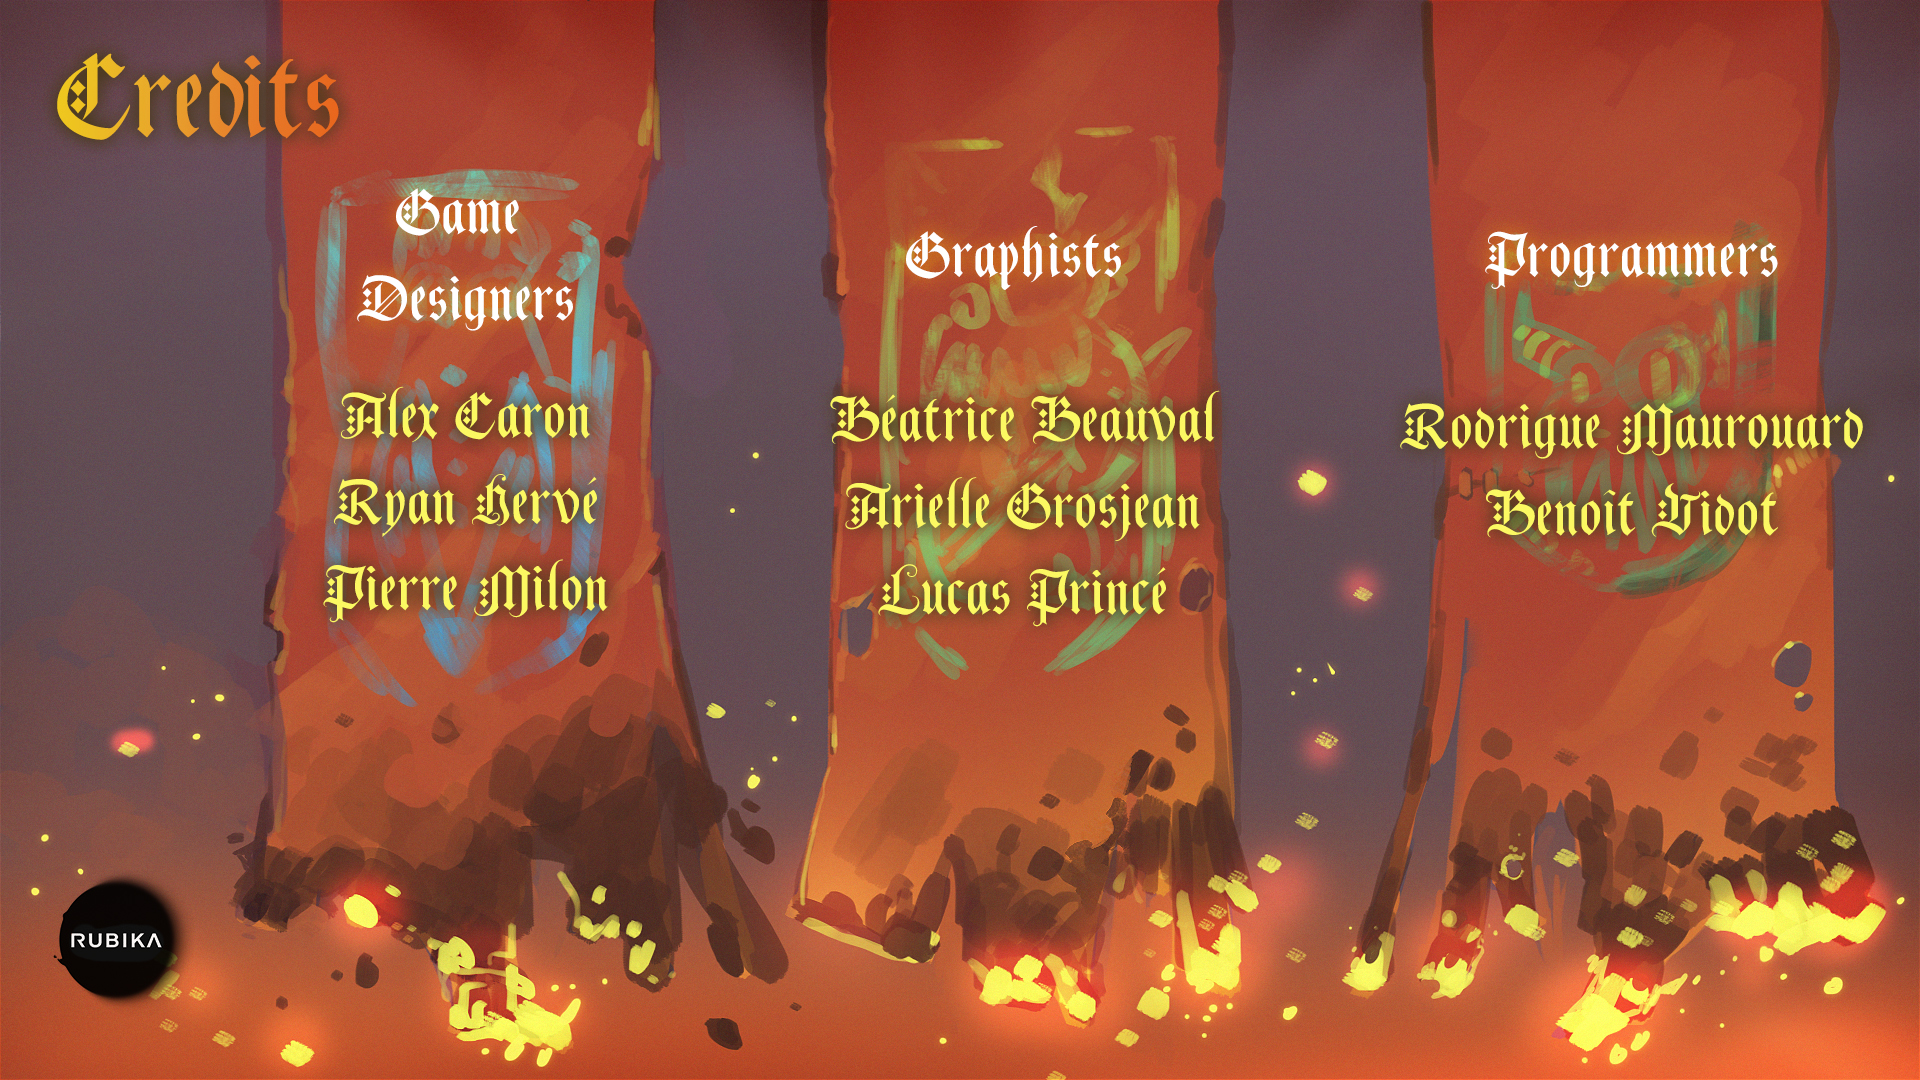 Credits
Game
Designers
Alex Caron
Ryan Hervé
Pierre Milon
Graphists
Béatrice Beauval
Arielle Grosjean
Lucas Princé
Programmers
Rodrigue Maurouard
Benoît Vidot
RUBIKA